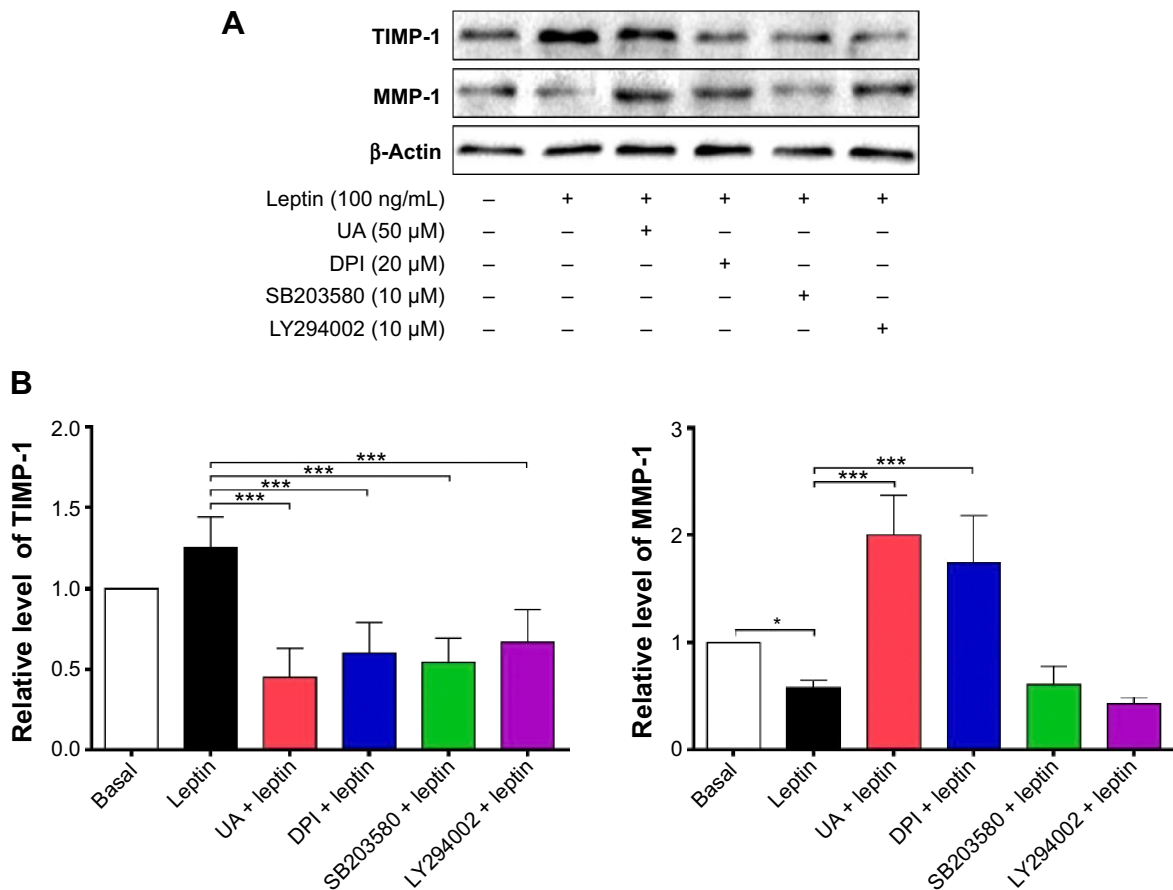 A
TIMP-1
MMP-1
β-Actin
Leptin (100 ng/mL) – + + + + +
UA (50 µM) – – + – – –
DPI (20 µM) – – – + – –
SB203580 (10 µM) – – – – + –
LY294002 (10 µM) – – – – – +
B
Relative level of TIMP-1
2.0
1.5
1.0
0.5
0.0
***
***
***
***
Basal
Leptin
UA + leptin
DPI + leptin
SB203580 + leptin
LY294002 + leptin
Relative level of MMP-1
3
2
1
0
***
***
*
Basal
Leptin
UA + leptin
DPI + leptin
SB203580 + leptin
LY294002 + leptin